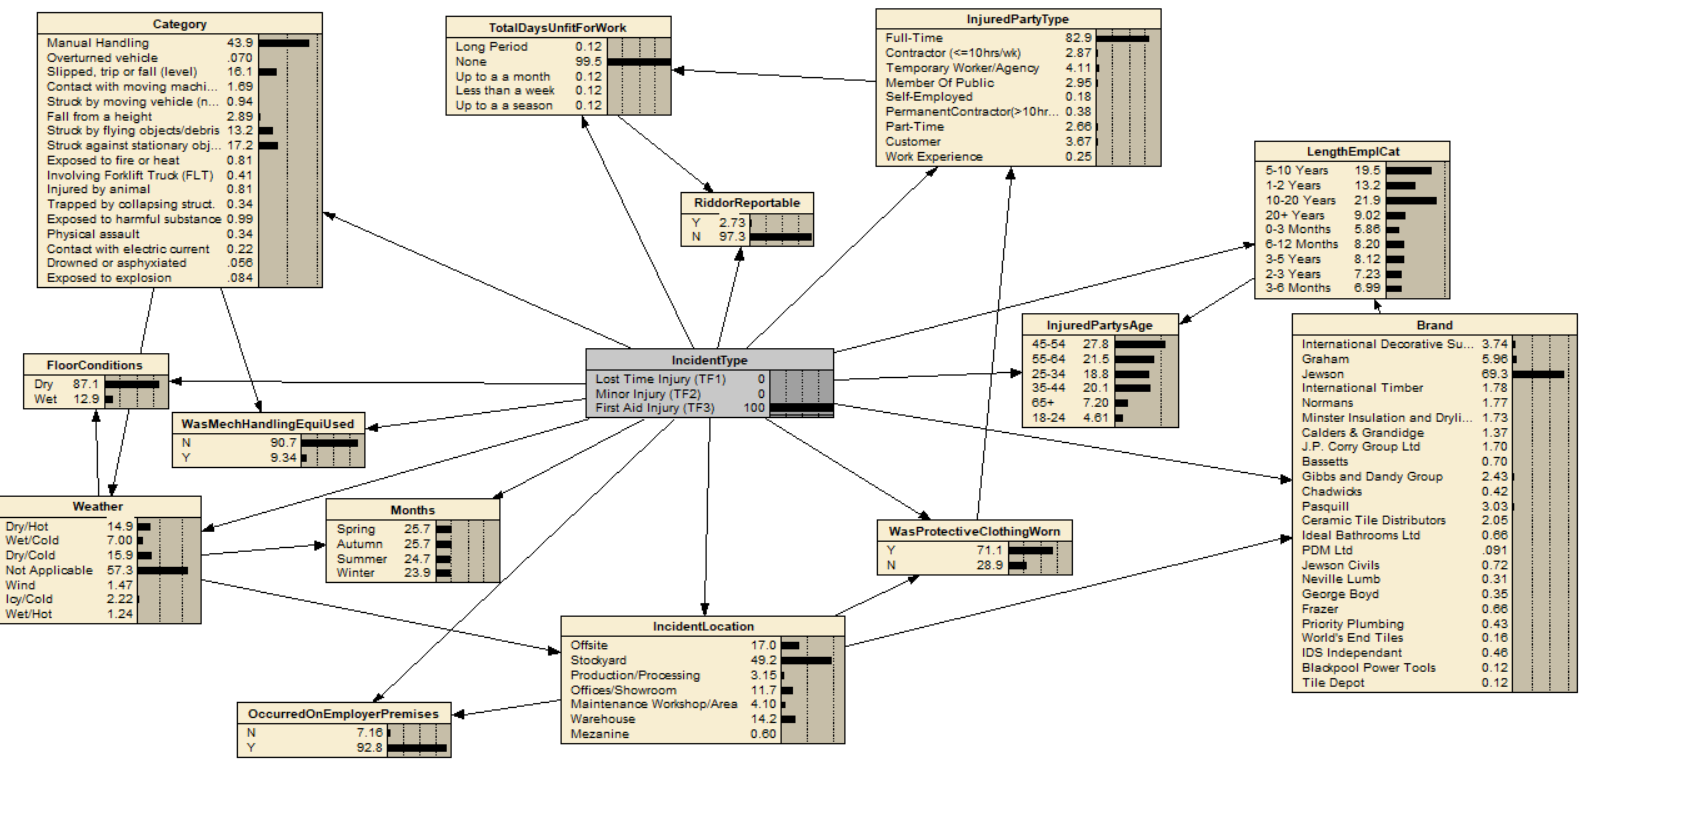 Category
Manual Handling 43.9
Overturned vehicle .070
Slipped, trip or fall (level) 16.1
Contact with moving machi... 1.69
Struck by moving vehicle (n... 0.94
Fall from a height 2.89
Struck by flying objects/debris 13.2
Struck against stationary obj... 17.2
Exposed to fire or heat 0.81
Involving Forklift Truck (FLT) 0.41
Injured by animal 0.81
Trapped by collapsing struct. 0.34
Exposed to harmful substance 0.99
Physical assault 0.34
Contact with electric current 0.22
Drowned or asphyxiated .056
Exposed to explosion .084
TotalDaysUnfitForWork
Long Period 0.12
None 99.5
Up to a a month 0.12
Less than a week 0.12
Up to a a season 0.12
InjuredPartyType
Full-Time 82.9
Contractor (<=10hrs/wk) 2.87
Temporary Worker/Agency 4.11
Member Of Public 2.95
Self-Employed 0.18
PermanentContractor(>10hr... 0.38
Part-Time 2.66
Customer 3.67
Work Experience 0.25
RiddorReportable
Y 2.73
N 97.3
LengthEmplCat
5-10 Years 19.5
1-2 Years 13.2
10-20 Years 21.9
20+ Years 9.02
0-3 Months 5.86
6-12 Months 8.20
3-5 Years 8.12
2-3 Years 7.23
3-6 Months 6.99
InjuredPartysAge
45-54 27.8
55-64 21.5
25-34 18.8
35-44 20.1
65+ 7.20
18-24 4.61
Brand
International Decorative Su... 3.74
Graham 5.96
Jewson 69.3
International Timber 1.78
Normans 1.77
Minster Insulation and Dryli... 1.73
Calders & Grandidge 1.37
J.P. Corry Group Ltd 1.70
Bassetts 0.70
Gibbs and Dandy Group 2.43
Chadwicks 0.42
Pasquill 3.03
Ceramic Tile Distributors 2.05
Ideal Bathrooms Ltd 0.66
PDM Ltd .091
Jewson Civils 0.72
Neville Lumb 0.31
George Boyd 0.35
Frazer 0.66
Priority Plumbing 0.43
World's End Tiles 0.16
IDS Independant 0.46
Blackpool Power Tools 0.12
Tile Depot 0.12
IncidentType
Lost Time Injury (TF1) 0
Minor Injury (TF2) 0
First Aid Injury (TF3) 100
FloorConditions
Dry 87.1
Wet 12.9
WasMechHandlingEquiUsed
N 90.7
Y 9.34
Weather
Dry/Hot 14.9
Wet/Cold 7.00
Dry/Cold 15.9
Not Applicable 57.3
Wind 1.47
Icy/Cold 2.22
Wet/Hot 1.24
Months
Spring 25.7
Autumn 25.7
Summer 24.7
Winter 23.9
WasProtectiveClothingWorn
Y 71.1
N 28.9
IncidentLocation
Offsite 17.0
Stockyard 49.2
Production/Processing 3.15
Offices/Showroom 11.7
Maintenance Workshop/Area 4.10
Warehouse 14.2
Mezanine 0.60
OccurredOnEmployerPremises
N 7.16
Y 92.8